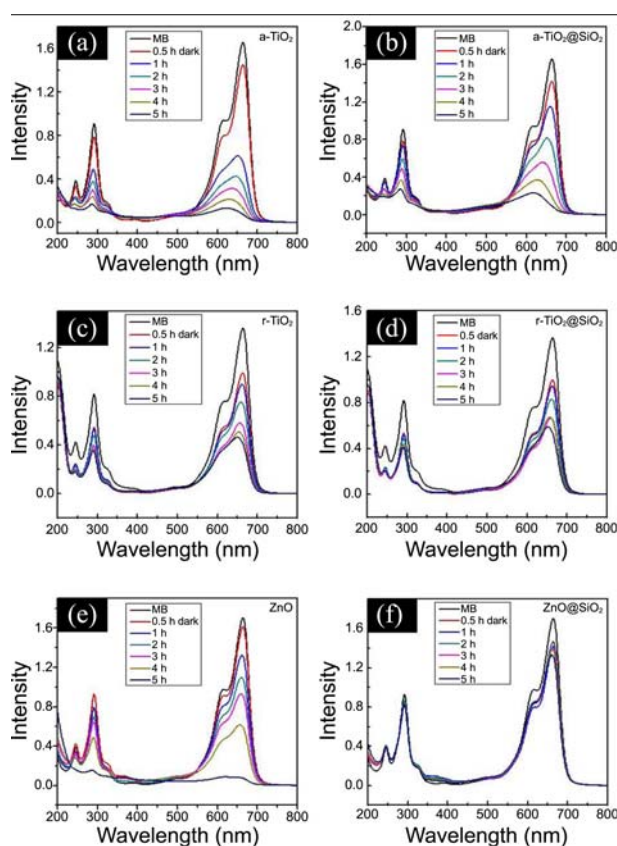 (a)
a-TiO₂
MB
0.5 h dark
1 h
2 h
3 h
4 h
5 h
Intensity
1.6
1.2
0.8
0.4
0.0
200 300 400 500 600 700 800
Wavelength (nm)
(b)
a-TiO₂@SiO₂
MB
0.5 h dark
1 h
2 h
3 h
4 h
5 h
Intensity
2.0
1.6
1.2
0.8
0.4
0.0
200 300 400 500 600 700 800
Wavelength (nm)
(c)
r-TiO₂
MB
0.5 h dark
1 h
2 h
3 h
4 h
5 h
Intensity
1.2
0.8
0.4
0.0
200 300 400 500 600 700 800
Wavelength (nm)
(d)
r-TiO₂@SiO₂
MB
0.5 h dark
1 h
2 h
3 h
4 h
5 h
Intensity
1.6
1.2
0.8
0.4
0.0
200 300 400 500 600 700 800
Wavelength (nm)
(e)
ZnO
MB
0.5 h dark
1 h
2 h
3 h
4 h
5 h
Intensity
1.6
1.2
0.8
0.4
0.0
200 300 400 500 600 700 800
Wavelength (nm)
(f)
ZnO@SiO₂
MB
0.5 h dark
1 h
2 h
3 h
4 h
5 h
Intensity
1.6
1.2
0.8
0.4
0.0
200 300 400 500 600 700 800
Wavelength (nm)